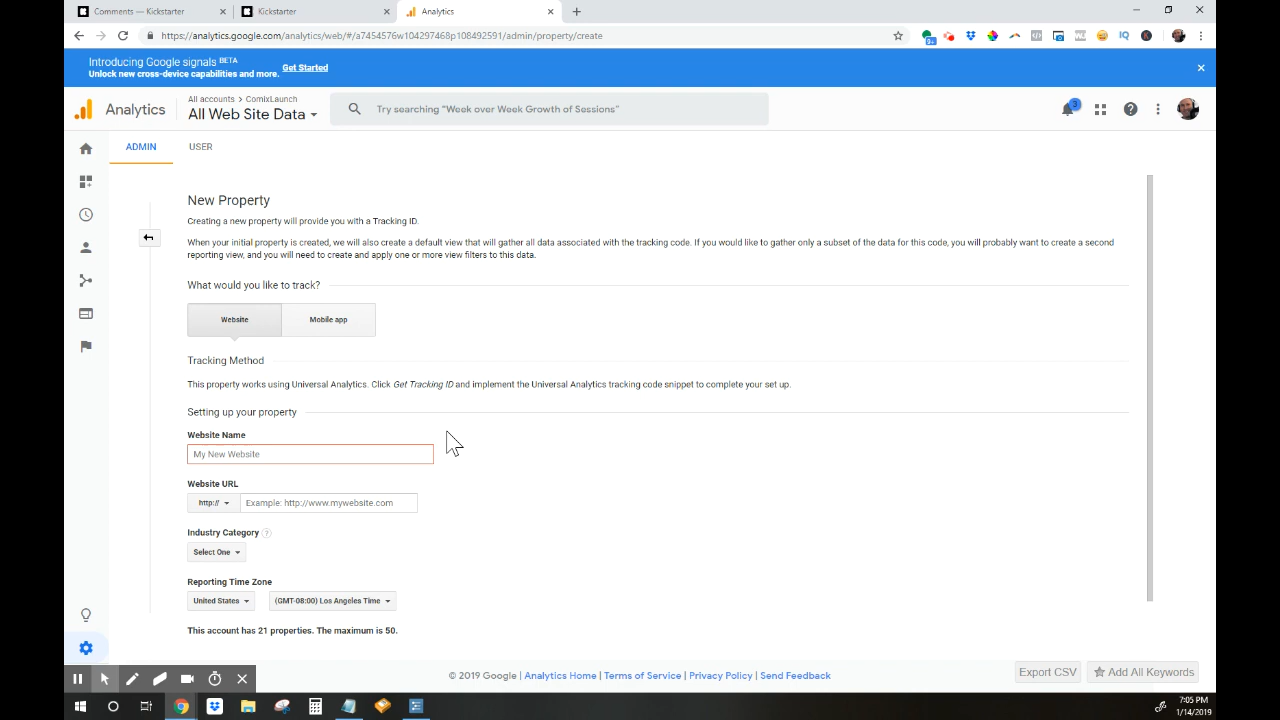 Comments — Kickstarter
Kickstarter
Analytics
https://analytics.google.com/analytics/web/#/a7454576w104297468p108492591/admin/property/create
9+
IQ
Introducing Google signals BETA
Unlock new cross-device capabilities and more.
Get Started
Analytics
All accounts > ComixLaunch
All Web Site Data
Try searching "Week over Week Growth of Sessions"
3
ADMIN
USER
New Property
Creating a new property will provide you with a Tracking ID.
When your initial property is created, we will also create a default view that will gather all data associated with the tracking code. If you would like to gather only a subset of the data for this code, you will probably want to create a second
reporting view, and you will need to create and apply one or more view filters to this data.
What would you like to track?
Website
Mobile app
Tracking Method
This property works using Universal Analytics. Click Get Tracking ID and implement the Universal Analytics tracking code snippet to complete your set up.
Setting up your property
Website Name
My New Website
Website URL
http://
Example: http://www.mywebsite.com
Industry Category ?
Select One
Reporting Time Zone
United States
(GMT-08:00) Los Angeles Time
This account has 21 properties. The maximum is 50.
© 2019 Google | Analytics Home | Terms of Service | Privacy Policy | Send Feedback
Export CSV
Add All Keywords
7:05 PM
1/14/2019